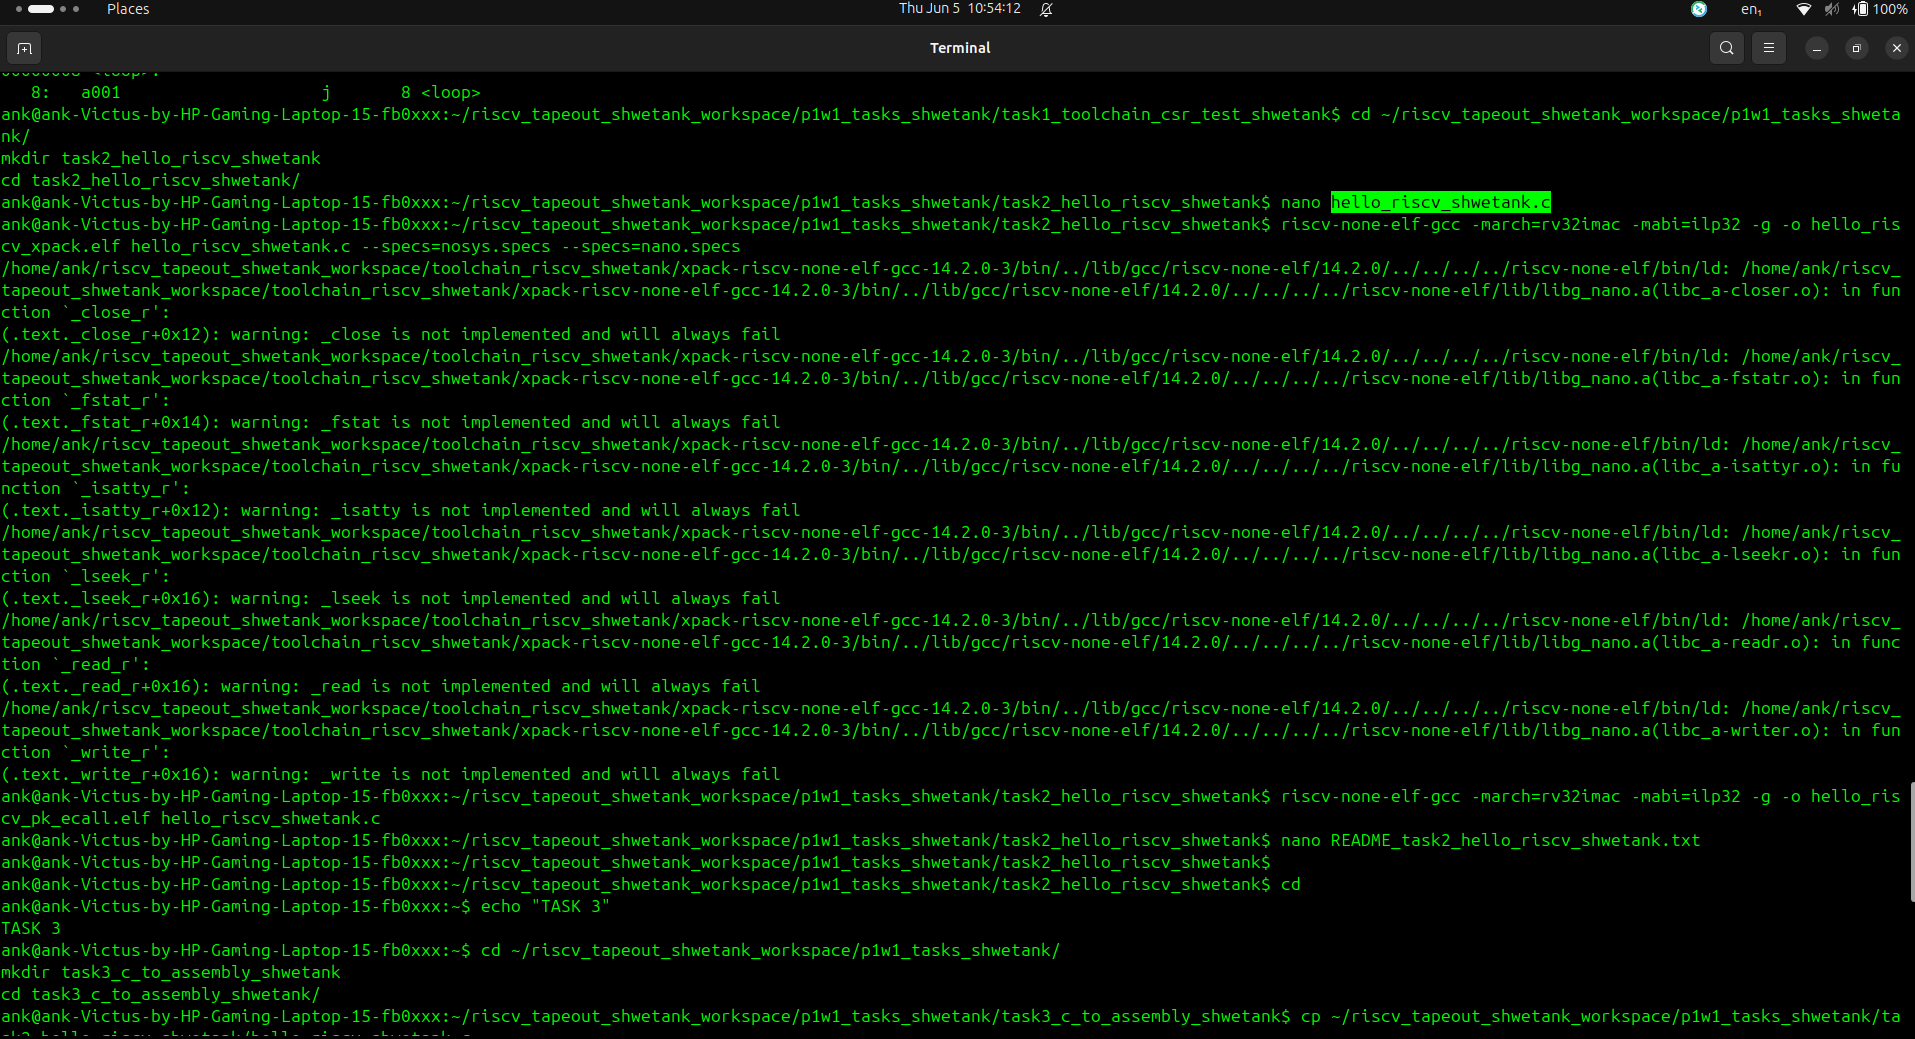 Places
Thu Jun 5 10:54:12
en₁
100%
Terminal
8: a001 j 8 <loop>
ank@ank-Victus-by-HP-Gaming-Laptop-15-fb0xxx:~/riscv_tapeout_shwetank_workspace/p1w1_tasks_shwetank/task1_toolchain_csr_test_shwetank$ cd ~/riscv_tapeout_shwetank_workspace/p1w1_tasks_shweta
nk/
mkdir task2_hello_riscv_shwetank
cd task2_hello_riscv_shwetank/
ank@ank-Victus-by-HP-Gaming-Laptop-15-fb0xxx:~/riscv_tapeout_shwetank_workspace/p1w1_tasks_shwetank/task2_hello_riscv_shwetank$ nano hello_riscv_shwetank.c
ank@ank-Victus-by-HP-Gaming-Laptop-15-fb0xxx:~/riscv_tapeout_shwetank_workspace/p1w1_tasks_shwetank/task2_hello_riscv_shwetank$ riscv-none-elf-gcc -march=rv32imac -mabi=ilp32 -g -o hello_ris
cv_xpack.elf hello_riscv_shwetank.c --specs=nosys.specs --specs=nano.specs
/home/ank/riscv_tapeout_shwetank_workspace/toolchain_riscv_shwetank/xpack-riscv-none-elf-gcc-14.2.0-3/bin/../lib/gcc/riscv-none-elf/14.2.0/../../../../riscv-none-elf/bin/ld: /home/ank/riscv_
tapeout_shwetank_workspace/toolchain_riscv_shwetank/xpack-riscv-none-elf-gcc-14.2.0-3/bin/../lib/gcc/riscv-none-elf/14.2.0/../../../../riscv-none-elf/lib/libg_nano.a(libc_a-closer.o): in fun
ction `_close_r':
(.text._close_r+0x12): warning: _close is not implemented and will always fail
/home/ank/riscv_tapeout_shwetank_workspace/toolchain_riscv_shwetank/xpack-riscv-none-elf-gcc-14.2.0-3/bin/../lib/gcc/riscv-none-elf/14.2.0/../../../../riscv-none-elf/bin/ld: /home/ank/riscv_
tapeout_shwetank_workspace/toolchain_riscv_shwetank/xpack-riscv-none-elf-gcc-14.2.0-3/bin/../lib/gcc/riscv-none-elf/14.2.0/../../../../riscv-none-elf/lib/libg_nano.a(libc_a-fstatr.o): in fun
ction `_fstat_r':
(.text._fstat_r+0x14): warning: _fstat is not implemented and will always fail
/home/ank/riscv_tapeout_shwetank_workspace/toolchain_riscv_shwetank/xpack-riscv-none-elf-gcc-14.2.0-3/bin/../lib/gcc/riscv-none-elf/14.2.0/../../../../riscv-none-elf/bin/ld: /home/ank/riscv_
tapeout_shwetank_workspace/toolchain_riscv_shwetank/xpack-riscv-none-elf-gcc-14.2.0-3/bin/../lib/gcc/riscv-none-elf/14.2.0/../../../../riscv-none-elf/lib/libg_nano.a(libc_a-isattyr.o): in fu
nction `_isatty_r':
(.text._isatty_r+0x12): warning: _isatty is not implemented and will always fail
/home/ank/riscv_tapeout_shwetank_workspace/toolchain_riscv_shwetank/xpack-riscv-none-elf-gcc-14.2.0-3/bin/../lib/gcc/riscv-none-elf/14.2.0/../../../../riscv-none-elf/bin/ld: /home/ank/riscv_
tapeout_shwetank_workspace/toolchain_riscv_shwetank/xpack-riscv-none-elf-gcc-14.2.0-3/bin/../lib/gcc/riscv-none-elf/14.2.0/../../../../riscv-none-elf/lib/libg_nano.a(libc_a-lseekr.o): in fun
ction `_lseek_r':
(.text._lseek_r+0x16): warning: _lseek is not implemented and will always fail
/home/ank/riscv_tapeout_shwetank_workspace/toolchain_riscv_shwetank/xpack-riscv-none-elf-gcc-14.2.0-3/bin/../lib/gcc/riscv-none-elf/14.2.0/../../../../riscv-none-elf/bin/ld: /home/ank/riscv_
tapeout_shwetank_workspace/toolchain_riscv_shwetank/xpack-riscv-none-elf-gcc-14.2.0-3/bin/../lib/gcc/riscv-none-elf/14.2.0/../../../../riscv-none-elf/lib/libg_nano.a(libc_a-readr.o): in func
tion `_read_r':
(.text._read_r+0x16): warning: _read is not implemented and will always fail
/home/ank/riscv_tapeout_shwetank_workspace/toolchain_riscv_shwetank/xpack-riscv-none-elf-gcc-14.2.0-3/bin/../lib/gcc/riscv-none-elf/14.2.0/../../../../riscv-none-elf/bin/ld: /home/ank/riscv_
tapeout_shwetank_workspace/toolchain_riscv_shwetank/xpack-riscv-none-elf-gcc-14.2.0-3/bin/../lib/gcc/riscv-none-elf/14.2.0/../../../../riscv-none-elf/lib/libg_nano.a(libc_a-writer.o): in fun
ction `_write_r':
(.text._write_r+0x16): warning: _write is not implemented and will always fail
ank@ank-Victus-by-HP-Gaming-Laptop-15-fb0xxx:~/riscv_tapeout_shwetank_workspace/p1w1_tasks_shwetank/task2_hello_riscv_shwetank$ riscv-none-elf-gcc -march=rv32imac -mabi=ilp32 -g -o hello_ris
cv_pk_ecall.elf hello_riscv_shwetank.c
ank@ank-Victus-by-HP-Gaming-Laptop-15-fb0xxx:~/riscv_tapeout_shwetank_workspace/p1w1_tasks_shwetank/task2_hello_riscv_shwetank$ nano README_task2_hello_riscv_shwetank.txt
ank@ank-Victus-by-HP-Gaming-Laptop-15-fb0xxx:~/riscv_tapeout_shwetank_workspace/p1w1_tasks_shwetank/task2_hello_riscv_shwetank$
ank@ank-Victus-by-HP-Gaming-Laptop-15-fb0xxx:~/riscv_tapeout_shwetank_workspace/p1w1_tasks_shwetank/task2_hello_riscv_shwetank$ cd
ank@ank-Victus-by-HP-Gaming-Laptop-15-fb0xxx:~$ echo "TASK 3"
TASK 3
ank@ank-Victus-by-HP-Gaming-Laptop-15-fb0xxx:~$ cd ~/riscv_tapeout_shwetank_workspace/p1w1_tasks_shwetank/
mkdir task3_c_to_assembly_shwetank
cd task3_c_to_assembly_shwetank/
ank@ank-Victus-by-HP-Gaming-Laptop-15-fb0xxx:~/riscv_tapeout_shwetank_workspace/p1w1_tasks_shwetank/task3_c_to_assembly_shwetank$ cp ~/riscv_tapeout_shwetank_workspace/p1w1_tasks_shwetank/ta